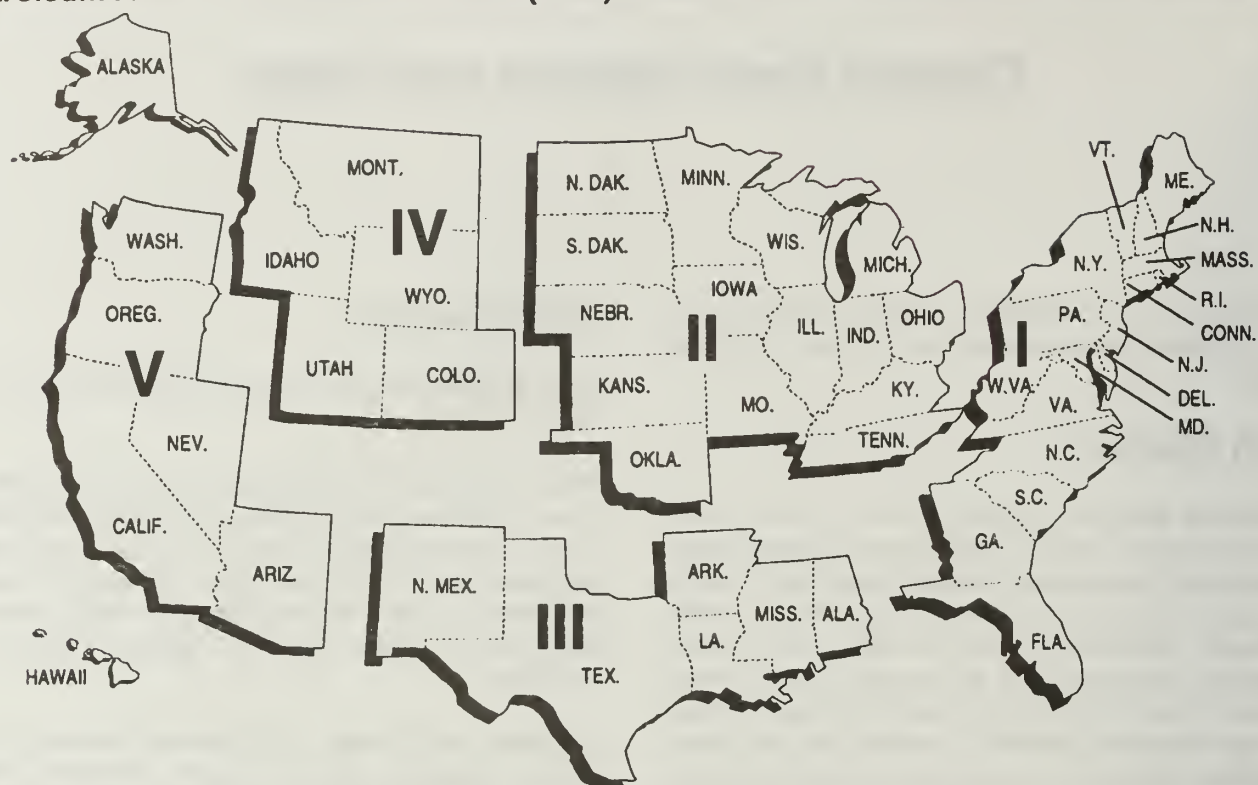 ALASKA
WASH.
OREG.
V
NEV.
CALIF.
ARIZ.
HAWAII
MONT.
IV
IDAHO
WYO.
UTAH
COLO.
N. DAK.
MINN.
S. DAK.
WIS.
MICH.
NEBR.
IOWA
II
ILL.
IND.
OHIO
KANS.
MO.
KY.
OKLA.
TENN.
N. MEX.
III
TEX.
ARK.
LA.
MISS.
ALA.
VT.
ME.
N.H.
MASS.
N.Y.
R.I.
CONN.
PA.
I
N.J.
W.VA.
DEL.
VA.
MD.
N.C.
S.C.
GA.
FLA.